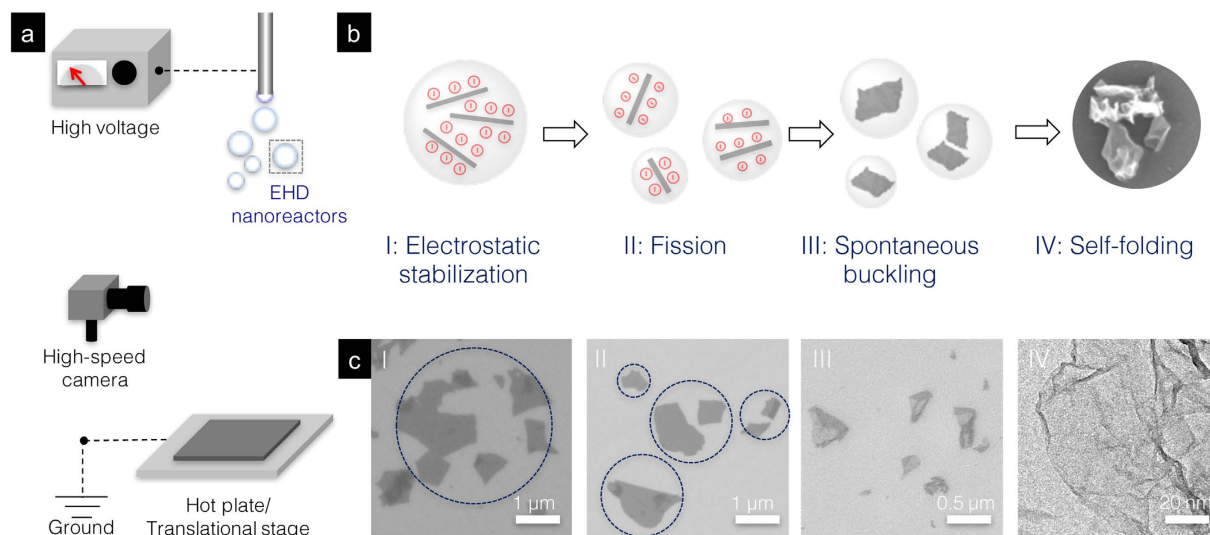 a
High voltage
EHD
nanoreactors
High-speed
camera
Ground
Hot plate/
Translational stage
b
I: Electrostatic
stabilization
II: Fission
III: Spontaneous
buckling
IV: Self-folding
c
I
1 µm
II
1 µm
III
0.5 µm
IV
20 nm